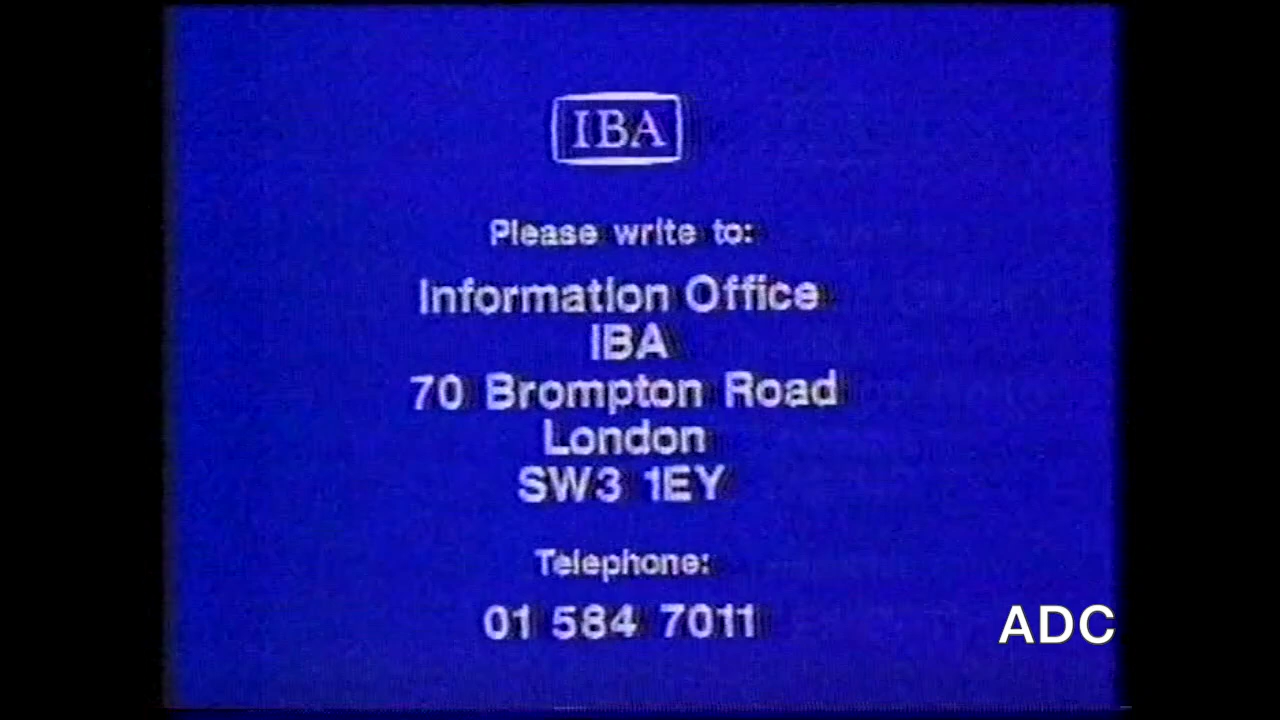 IBA
Please write to:
Information Office
IBA
70 Brompton Road
London
SW3 1EY
Telephone:
01 584 7011
ADC